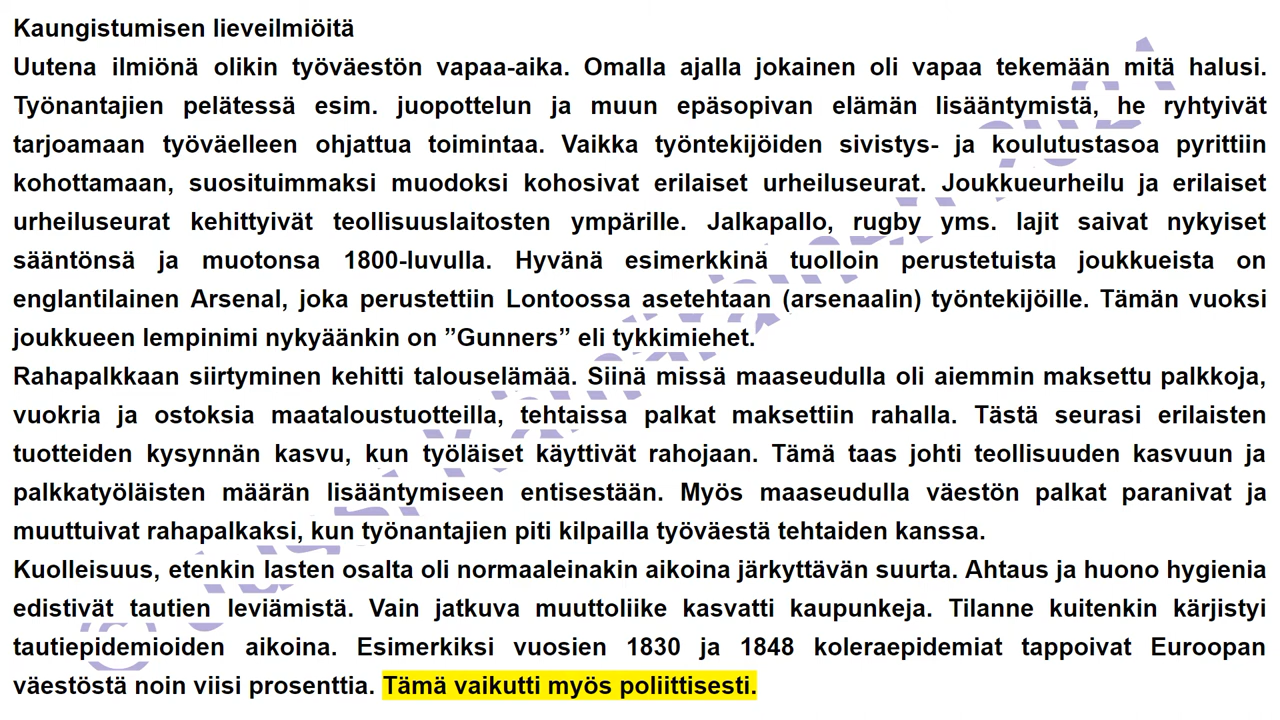 Kaungistumisen lieveilmiöitä
Uutena ilmiönä olikin työväestön vapaa-aika. Omalla ajalla jokainen oli vapaa tekemään mitä halusi.
Työnantajien pelätessä esim. juopottelun ja muun epäsopivan elämän lisääntymistä, he ryhtyivät
tarjoamaan työväelleen ohjattua toimintaa. Vaikka työntekijöiden sivistys- ja koulutustasoa pyrittiin
kohottamaan, suosituimmaksi muodoksi kohosivat erilaiset urheiluseurat. Joukkueurheilu ja erilaiset
urheiluseurat kehittyivät teollisuuslaitosten ympärille. Jalkapallo, rugby yms. lajit saivat nykyiset
sääntönsä ja muotonsa 1800-luvulla. Hyvänä esimerkkinä tuolloin perustetuista joukkueista on
englantilainen Arsenal, joka perustettiin Lontoossa asetehtaan (arsenaalin) työntekijöille. Tämän vuoksi
joukkueen lempinimi nykyäänkin on ”Gunners” eli tykkimiehet.
Rahapalkkaan siirtyminen kehitti talouselämää. Siinä missä maaseudulla oli aiemmin maksettu palkkoja,
vuokria ja ostoksia maataloustuotteilla, tehtaissa palkat maksettiin rahalla. Tästä seurasi erilaisten
tuotteiden kysynnän kasvu, kun työläiset käyttivät rahojaan. Tämä taas johti teollisuuden kasvuun ja
palkkatyöläisten määrän lisääntymiseen entisestään. Myös maaseudulla väestön palkat paranivat ja
muuttuivat rahapalkaksi, kun työnantajien piti kilpailla työväestä tehtaiden kanssa.
Kuolleisuus, etenkin lasten osalta oli normaaleinakin aikoina järkyttävän suurta. Ahtaus ja huono hygienia
edistivät tautien leviämistä. Vain jatkuva muuttoliike kasvatti kaupunkeja. Tilanne kuitenkin kärjistyi
tautiepidemioiden aikoina. Esimerkiksi vuosien 1830 ja 1848 koleraepidemiat tappoivat Euroopan
väestöstä noin viisi prosenttia. Tämä vaikutti myös poliittisesti.